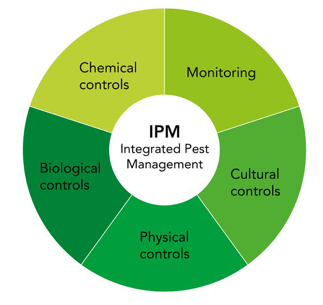 Chemical
controls
Monitoring
IPM
Integrated Pest
Management
Biological
controls
Cultural
controls
Physical
controls